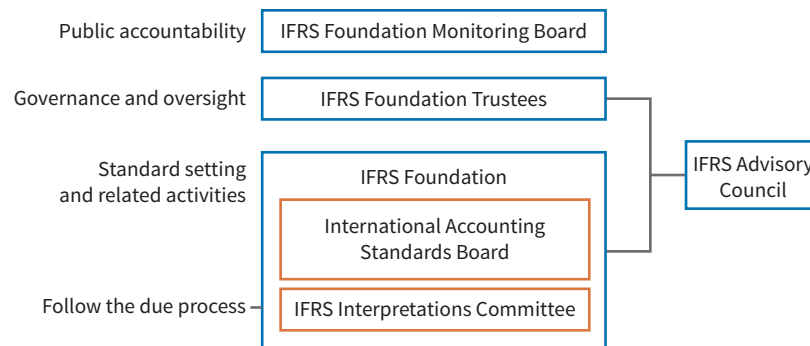 Public accountability
IFRS Foundation Monitoring Board
Governance and oversight
IFRS Foundation Trustees
Standard setting
and related activities
IFRS Foundation
International Accounting
Standards Board
IFRS Advisory
Council
Follow the due process
IFRS Interpretations Committee